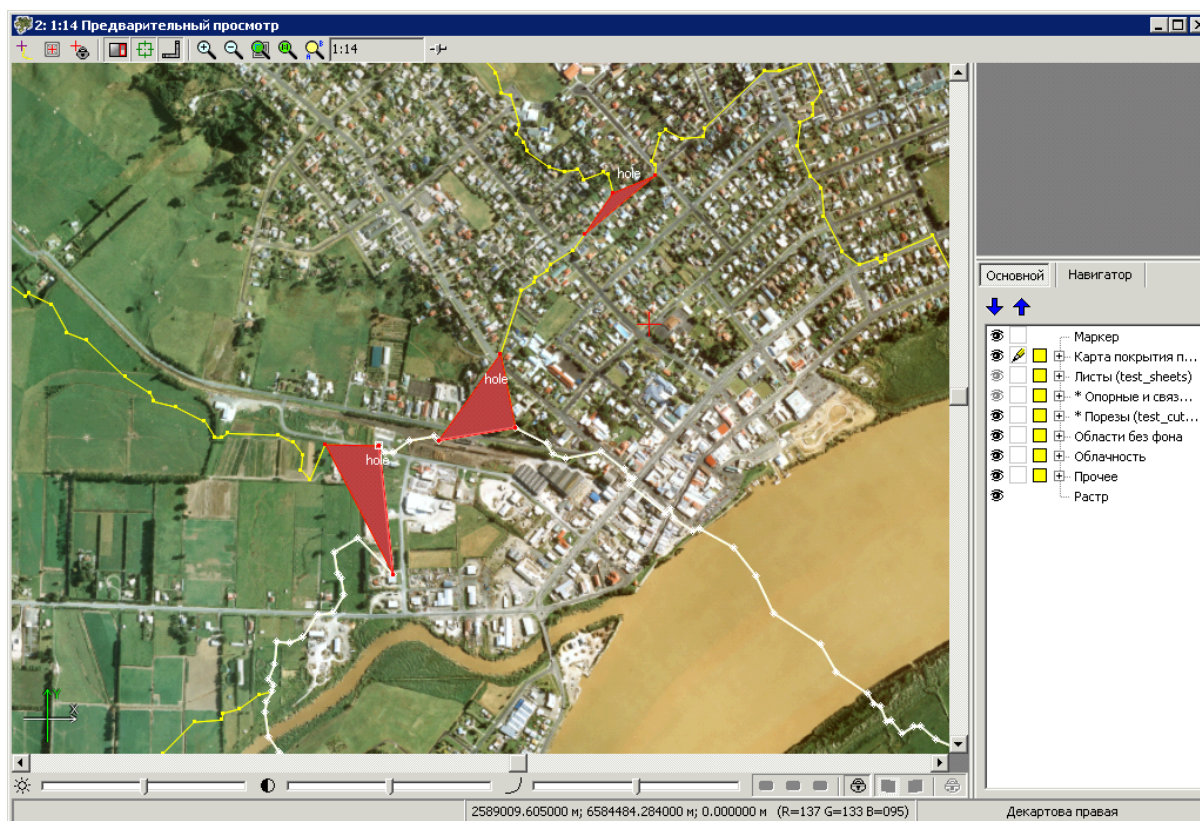 2: 1:14 Предварительный просмотр
1:14
hole
hole
hole
Y
X
Основной
Навигатор
Маркер
Карта покрытия п...
Листы (test_sheets)
* Опорные и связ...
* Порезы (test_cut...
Области без фона
Облачность
Прочее
Растр
2589009.605000 м; 6584484.284000 м; 0.000000 м (R=137 G=133 B=095)
Декартова правая